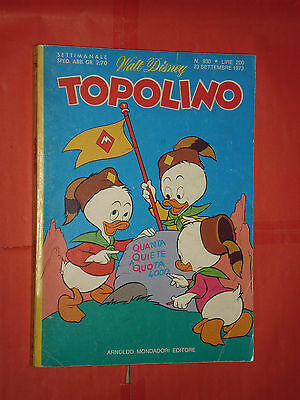 SETTIMANALE
SPED. ABB. GR. 2/70
Walt Disney
N. 930 * LIRE 200
23 SETTEMBRE 1973
TOPOLINO
QUANTA
QUIETE
A QUOTA
4000
ARNOLDO MONDADORI EDITORE